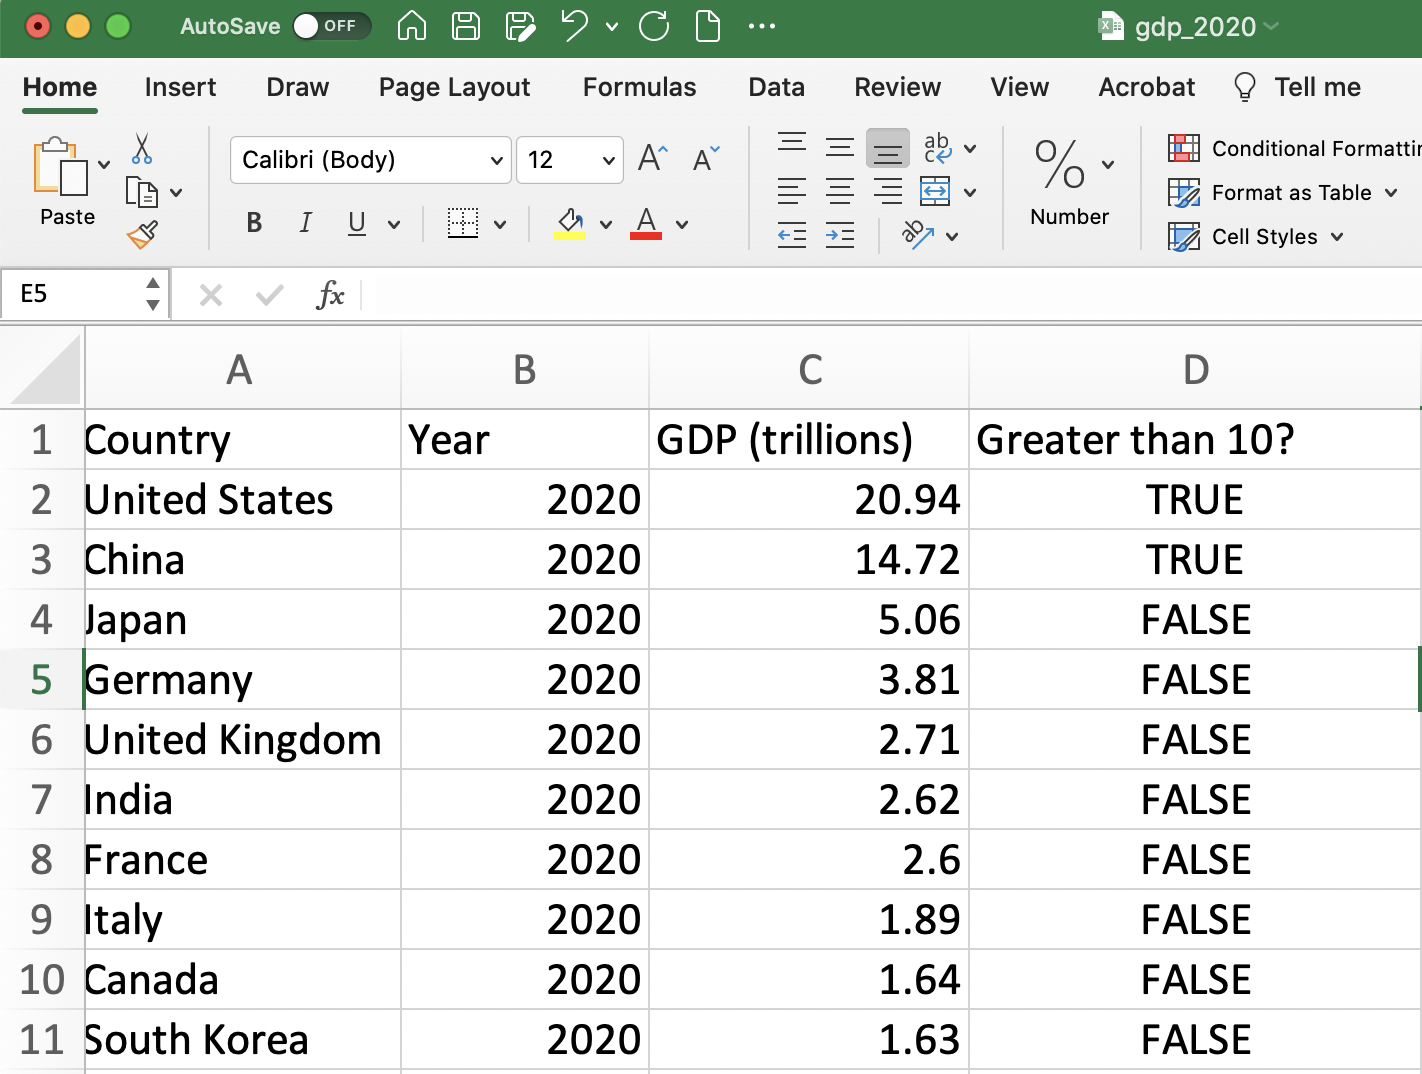 AutoSave OFF gdp_2020
Home Insert Draw Page Layout Formulas Data Review View Acrobat Tell me
Calibri (Body) 12 A A ab c % Conditional Formattin
Paste B I U A ab Number Format as Table
Cell Styles
E5 fx
A B C D
1 Country Year GDP (trillions) Greater than 10?
2 United States 2020 20.94 TRUE
3 China 2020 14.72 TRUE
4 Japan 2020 5.06 FALSE
5 Germany 2020 3.81 FALSE
6 United Kingdom 2020 2.71 FALSE
7 India 2020 2.62 FALSE
8 France 2020 2.6 FALSE
9 Italy 2020 1.89 FALSE
10 Canada 2020 1.64 FALSE
11 South Korea 2020 1.63 FALSE